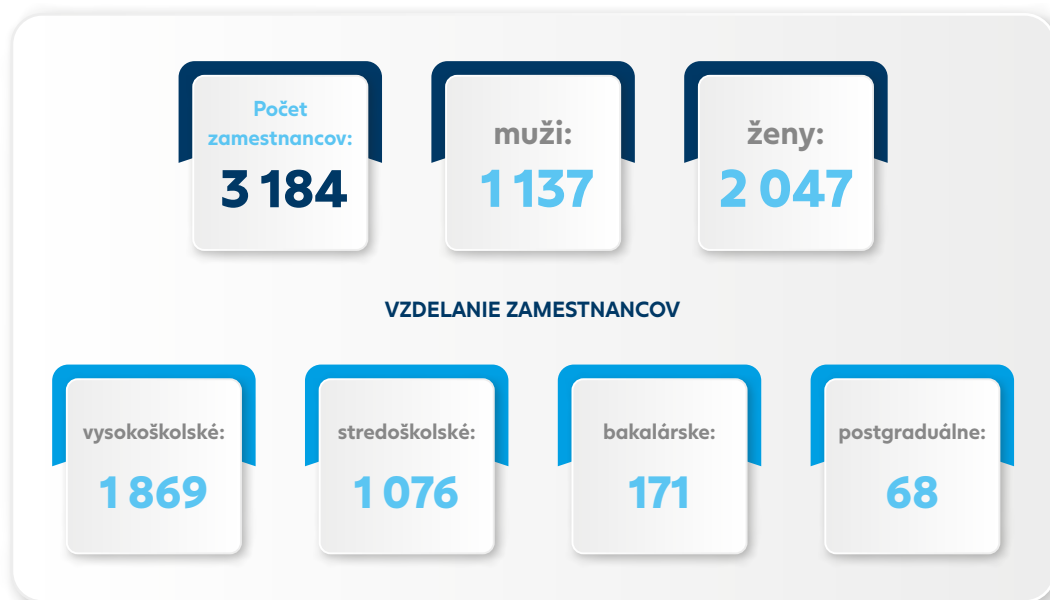 Počet
zamestnancov:
3 184
muži:
1 137
ženy:
2 047
VZDELANIE ZAMESTNANCOV
vysokoškolské:
1 869
stredoškolské:
1 076
bakalárske:
171
postgraduálne:
68